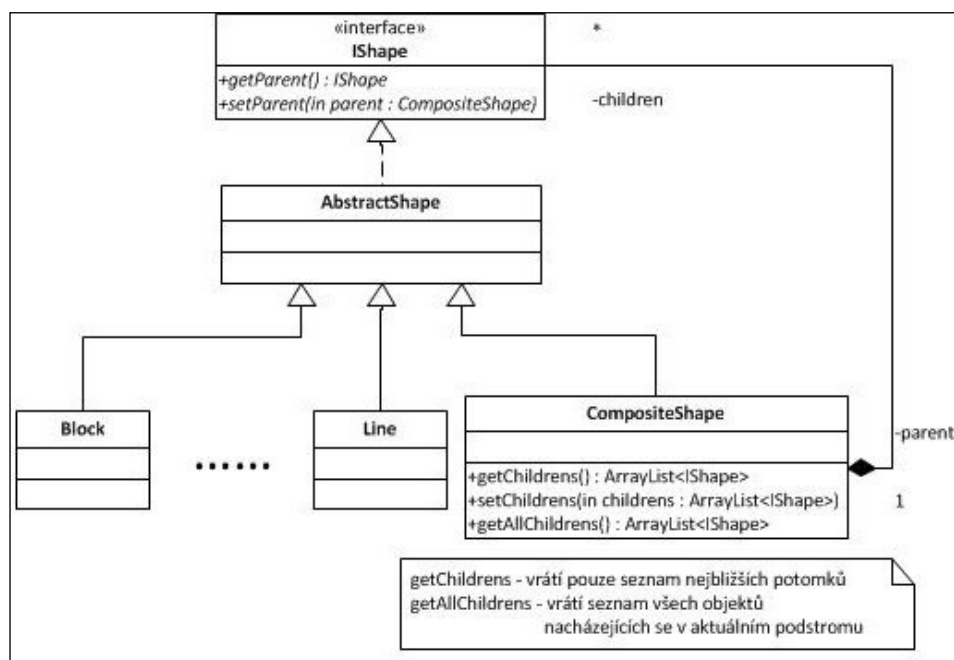 «interface»
IShape
+getParent() : IShape
+setParent(in parent : CompositeShape)
*
-children
AbstractShape
Block
......
Line
CompositeShape
+getChildrens() : ArrayList<IShape>
+setChildrens(in childrens : ArrayList<IShape>)
+getAllChildrens() : ArrayList<IShape>
-parent
1
getChildrens - vrátí pouze seznam nejbližších potomků
getAllChildrens - vrátí seznam všech objektů
nacházejících se v aktuálním podstromu